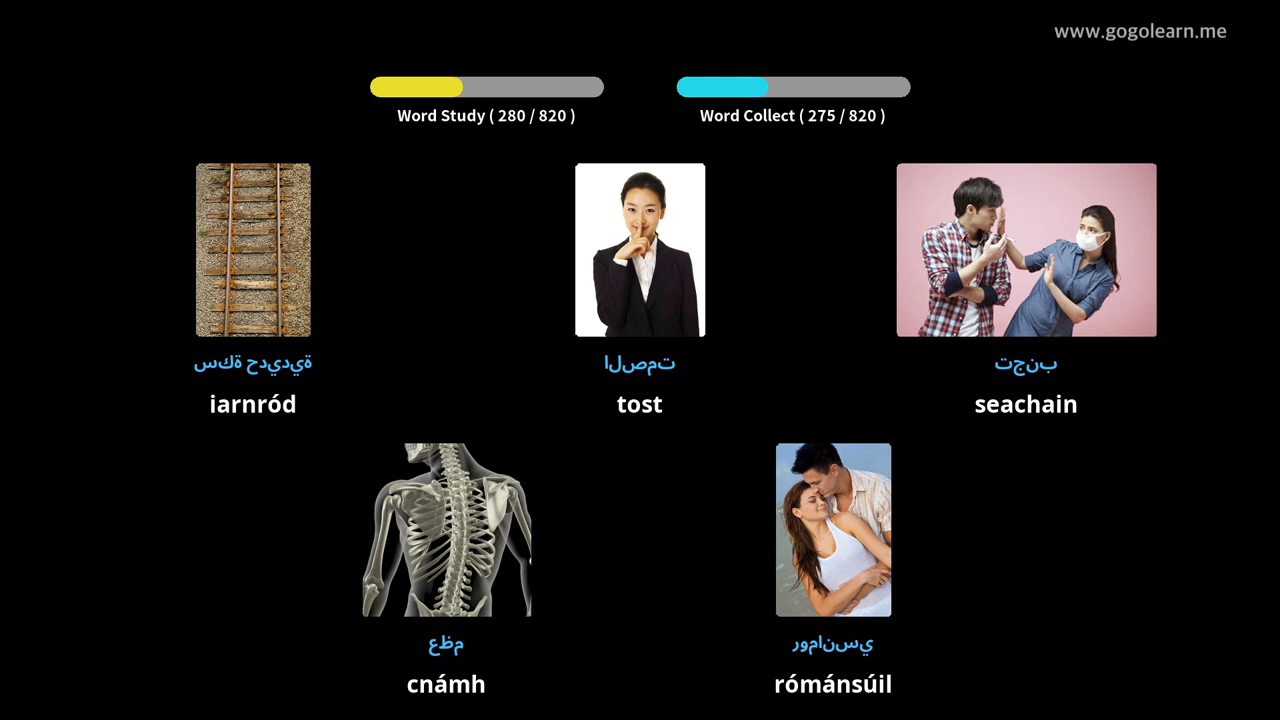 www.gogolearn.me
Word Study ( 280 / 820 )
Word Collect ( 275 / 820 )
سكة حديدية
الصمت
تجنب
iarnród
tost
seachain
عظم
رومانسي
cnámh
rómánsúil